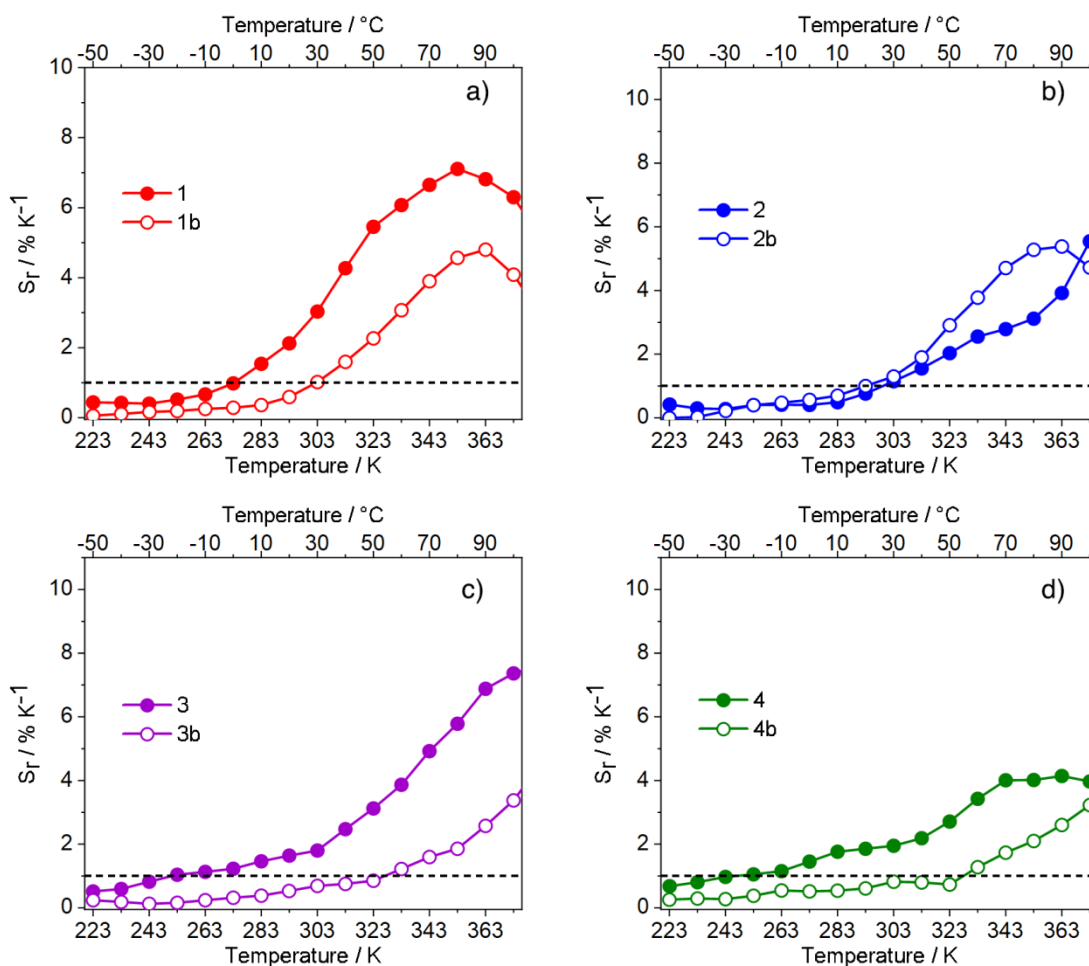 Temperature / °C
-50 -30 -10 10 30 50 70 90
a)
10
8
6
4
2
0
Sr / % K⁻¹
1
1b
223 243 263 283 303 323 343 363
Temperature / K
Temperature / °C
-50 -30 -10 10 30 50 70 90
b)
10
8
6
4
2
0
Sr / % K⁻¹
2
2b
223 243 263 283 303 323 343 363
Temperature / K
Temperature / °C
-50 -30 -10 10 30 50 70 90
c)
10
8
6
4
2
0
Sr / % K⁻¹
3
3b
223 243 263 283 303 323 343 363
Temperature / K
Temperature / °C
-50 -30 -10 10 30 50 70 90
d)
10
8
6
4
2
0
Sr / % K⁻¹
4
4b
223 243 263 283 303 323 343 363
Temperature / K